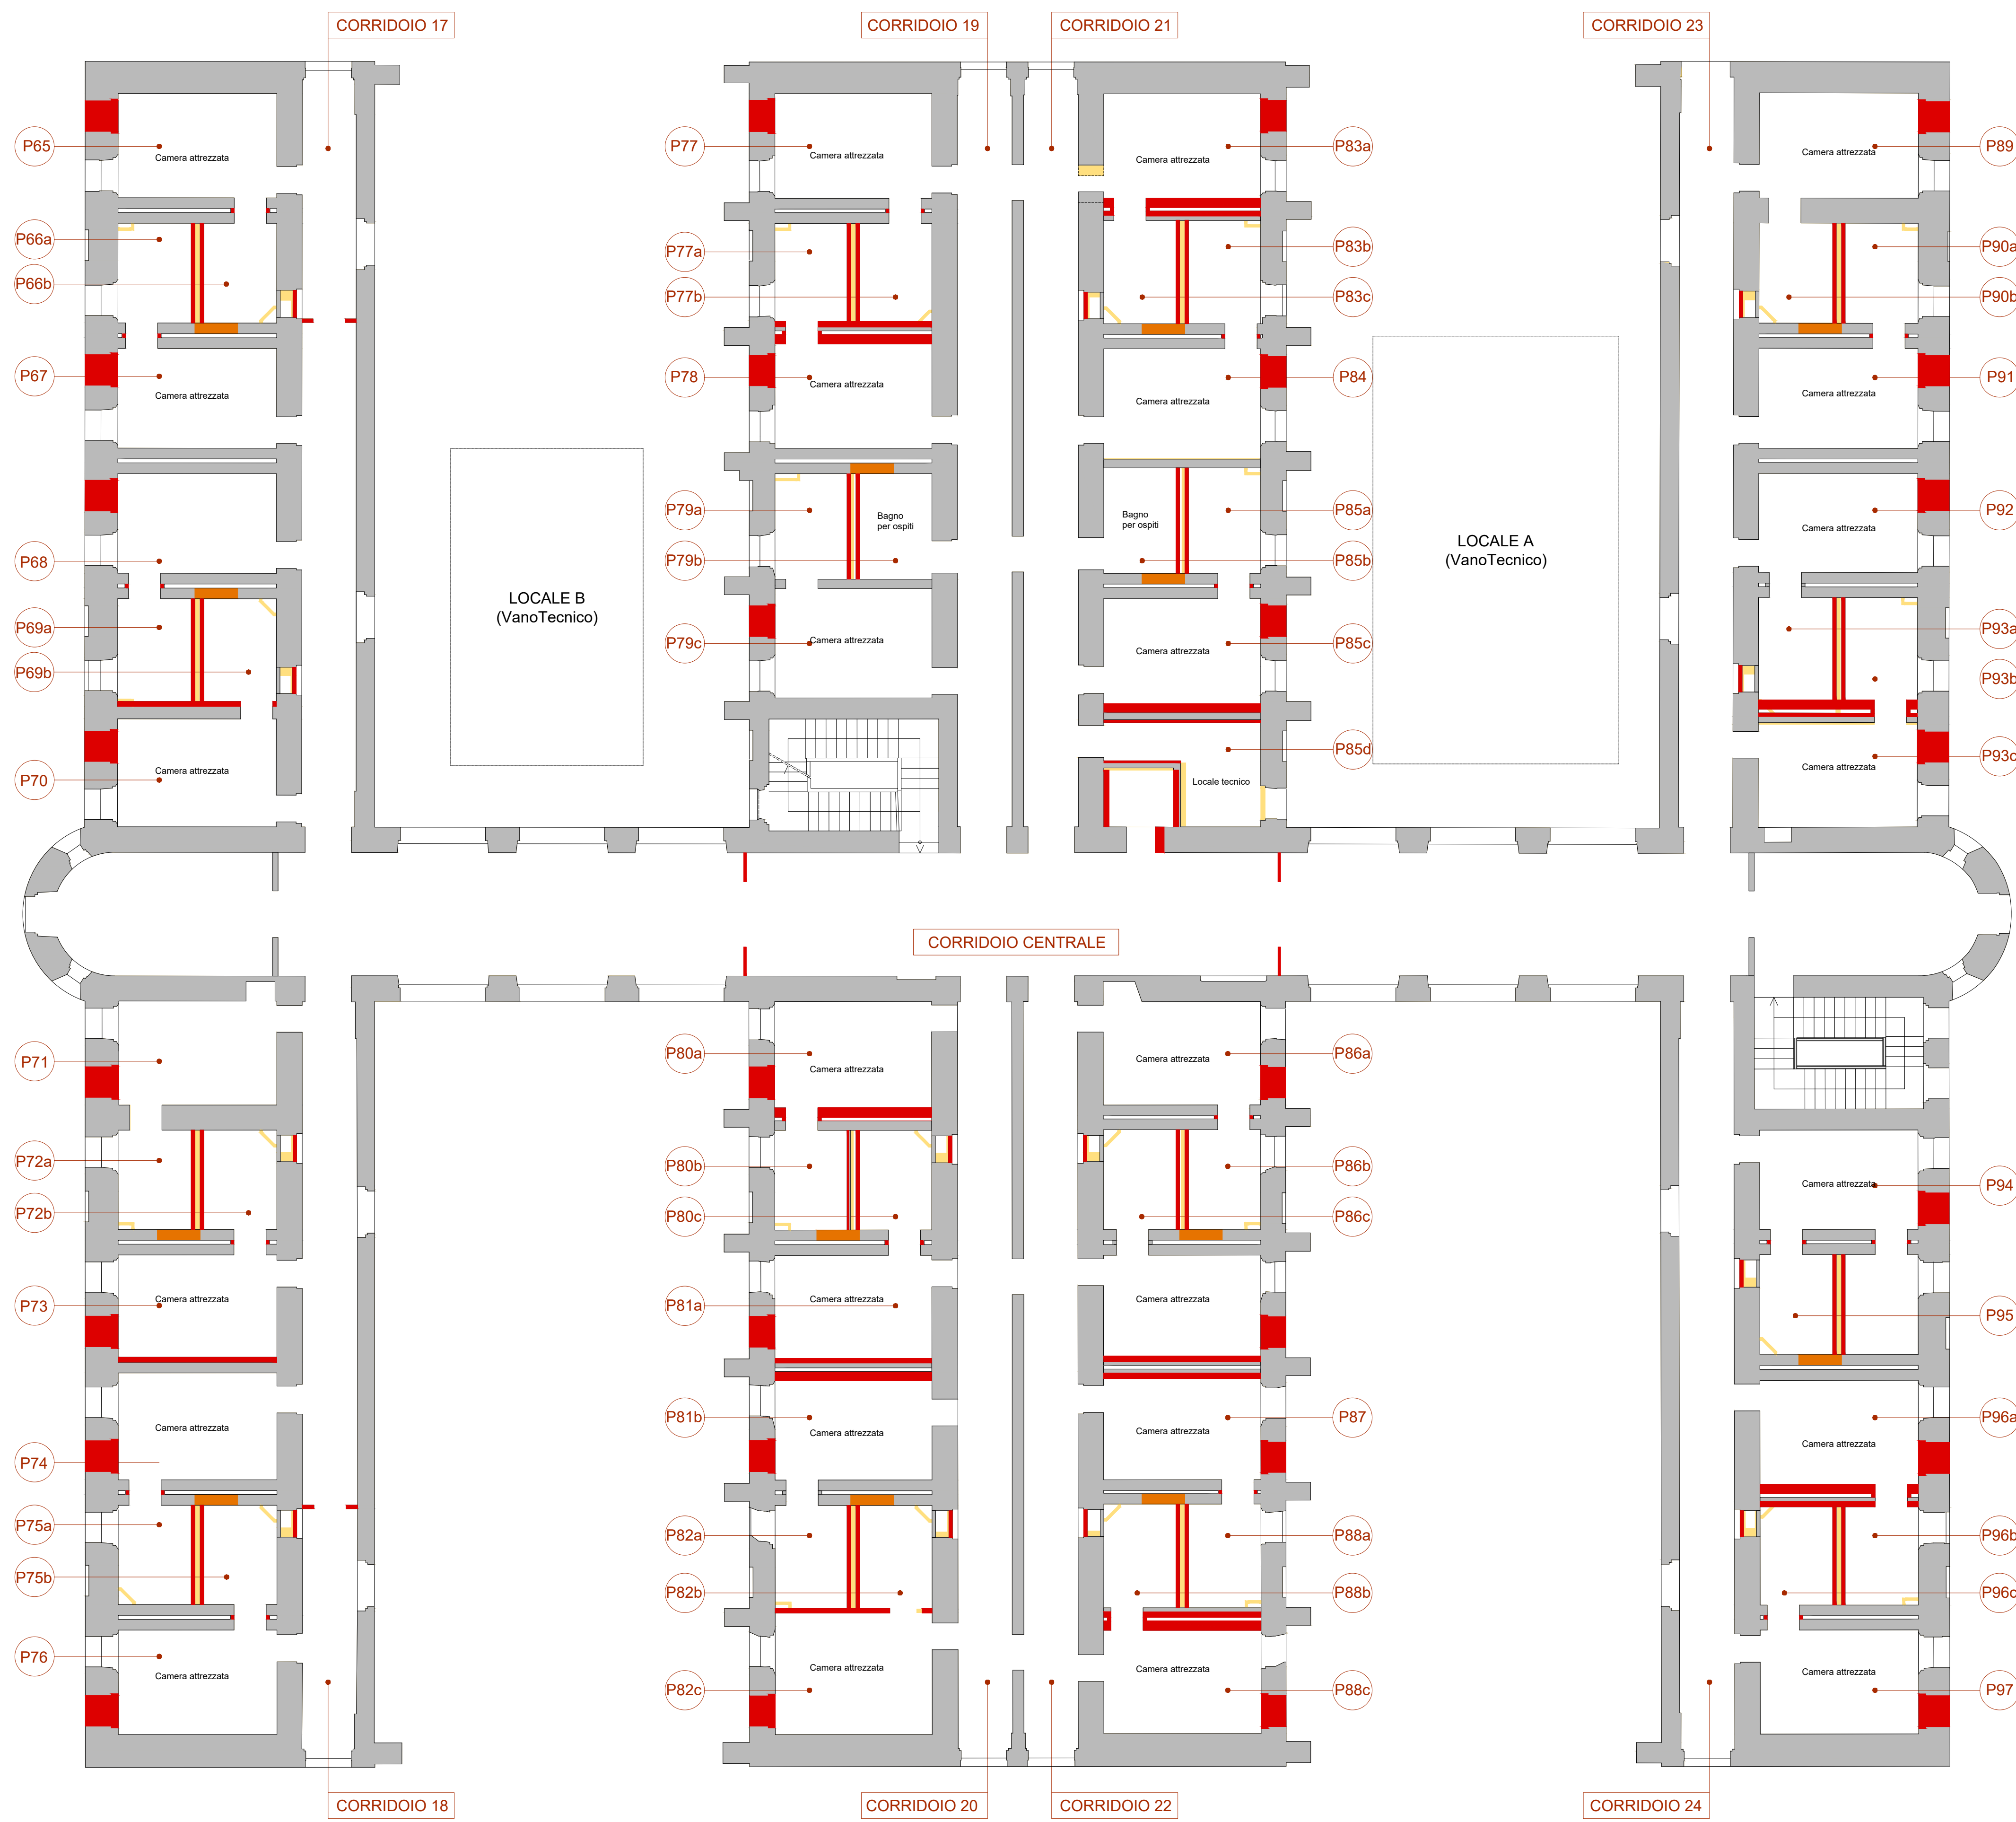 CORRIDOIO 17
CORRIDOIO 19
CORRIDOIO 21
CORRIDOIO 23
P65
Camera attrezzata
P66a
P66b
P67
Camera attrezzata
P68
P69a
P69b
P70
Camera attrezzata
LOCALE B
(VanoTecnico)
P77
Camera attrezzata
P77a
P77b
P78
Camera attrezzata
P79a
Bagno
per ospiti
P79b
P79c
Camera attrezzata
P83a
Camera attrezzata
P83b
P83c
P84
Camera attrezzata
P85a
Bagno
per ospiti
P85b
P85c
Camera attrezzata
P85d
Locale tecnico
LOCALE A
(VanoTecnico)
P89
Camera attrezzata
P90a
P90b
P91
Camera attrezzata
P92
Camera attrezzata
P93a
P93b
P93c
Camera attrezzata
CORRIDOIO CENTRALE
P71
P72a
P72b
P73
Camera attrezzata
Camera attrezzata
P74
P75a
P75b
P76
Camera attrezzata
P80a
Camera attrezzata
P80b
P80c
P81a
Camera attrezzata
P81b
Camera attrezzata
P82a
P82b
P82c
Camera attrezzata
P86a
Camera attrezzata
P86b
P86c
Camera attrezzata
P87
Camera attrezzata
P88a
P88b
P88c
Camera attrezzata
P94
Camera attrezzata
P95
P96a
Camera attrezzata
P96b
P96c
P97
Camera attrezzata
CORRIDOIO 18
CORRIDOIO 20
CORRIDOIO 22
CORRIDOIO 24